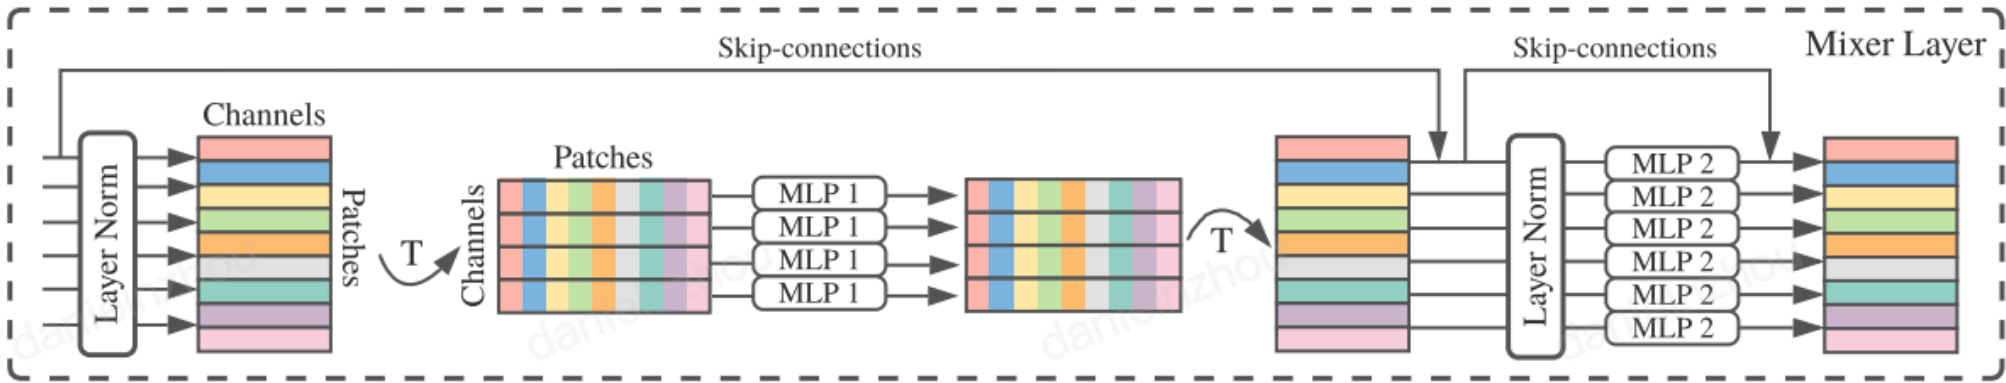 Skip-connections
Skip-connections
Mixer Layer
Channels
Layer Norm
Patches
T
Patches
Channels
MLP 1
MLP 1
MLP 1
MLP 1
T
Layer Norm
MLP 2
MLP 2
MLP 2
MLP 2
MLP 2
MLP 2